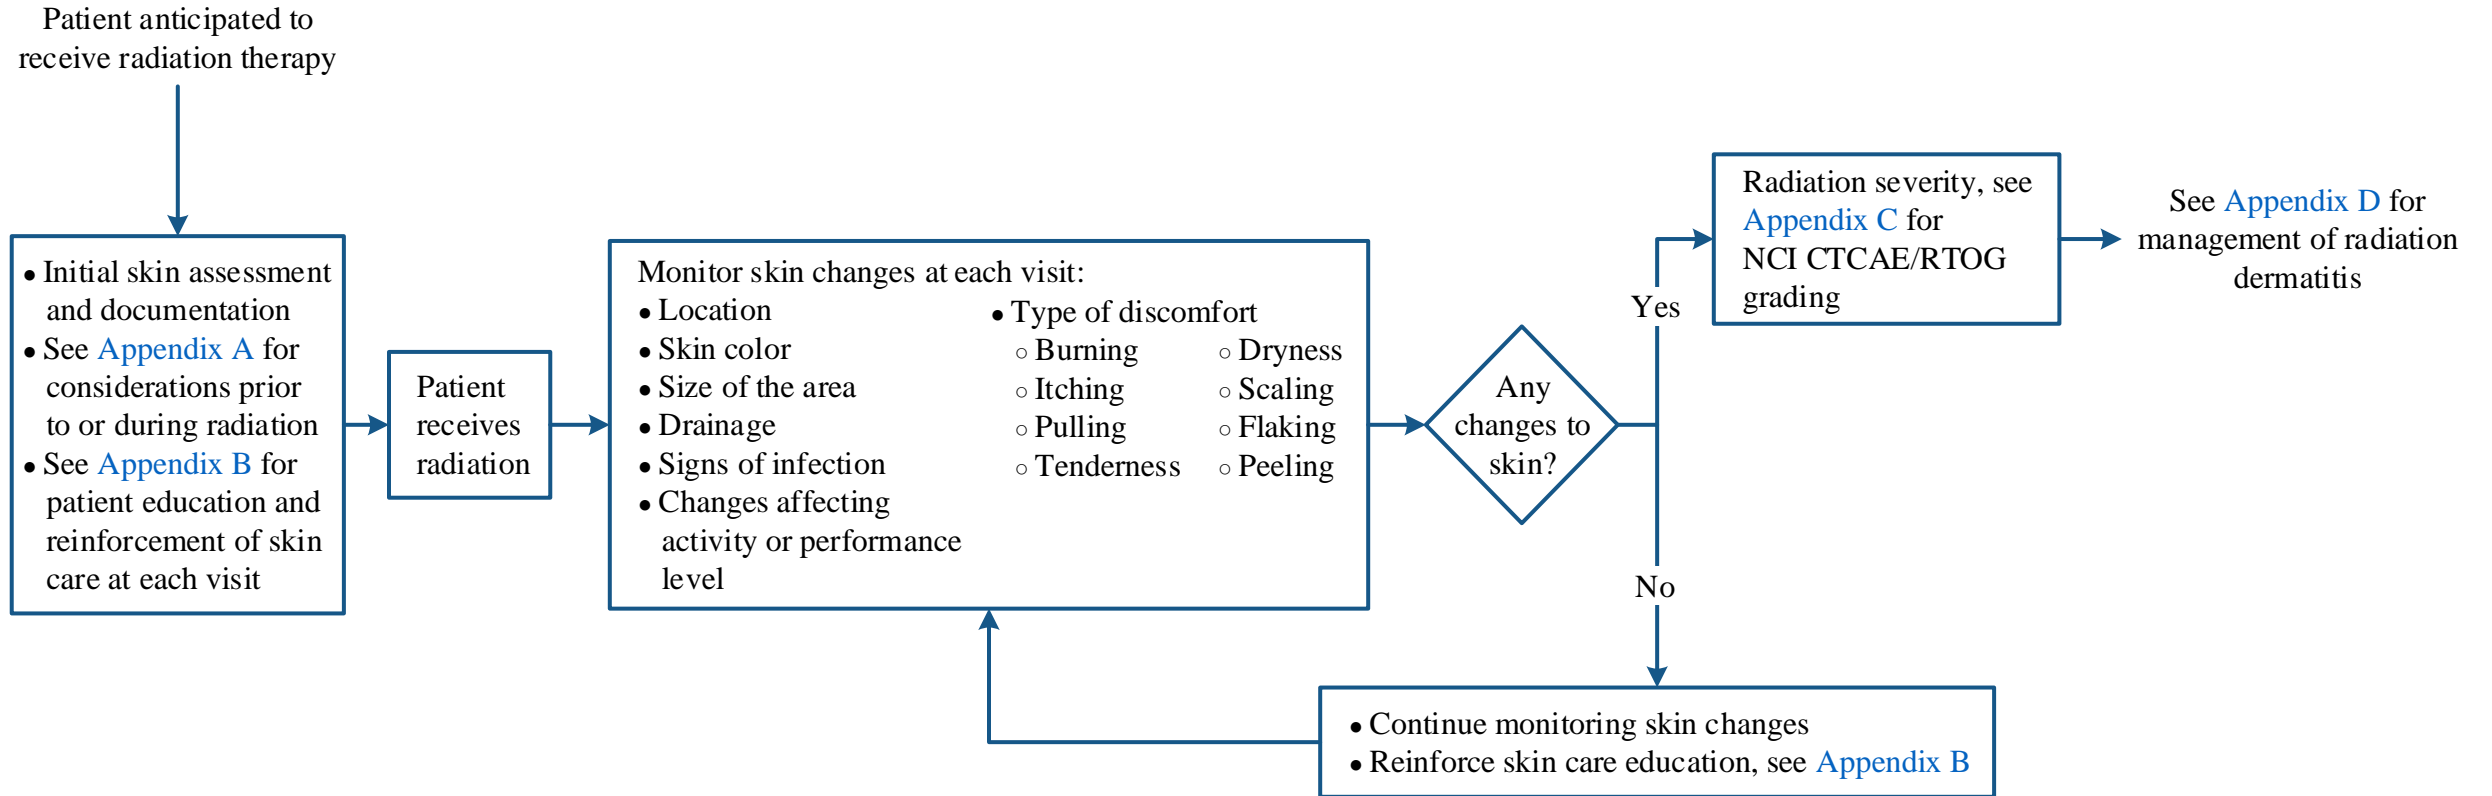 Patient anticipated to
receive radiation therapy
• Initial skin assessment
and documentation
• See Appendix A for
considerations prior
to or during radiation
• See Appendix B for
patient education and
reinforcement of skin
care at each visit
Patient
receives
radiation
Monitor skin changes at each visit:
• Location
• Skin color
• Size of the area
• Drainage
• Signs of infection
• Changes affecting
activity or performance
level
• Type of discomfort
○ Burning
○ Itching
○ Pulling
○ Tenderness
○ Dryness
○ Scaling
○ Flaking
○ Peeling
Any
changes to
skin?
Yes
Radiation severity, see
Appendix C for
NCI CTCAE/RTOG
grading
See Appendix D for
management of radiation
dermatitis
No
• Continue monitoring skin changes
• Reinforce skin care education, see Appendix B